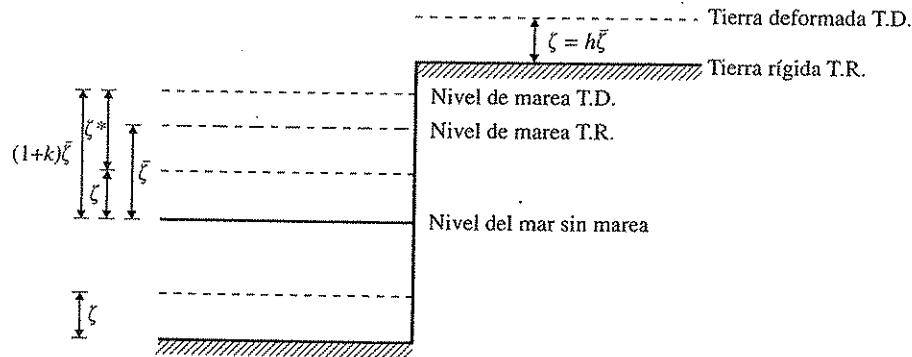 Tierra deformada T.D.
ζ = hζ̄
Tierra rígida T.R.
Nivel de marea T.D.
Nivel de marea T.R.
(1+k)ζ̄
ζ*
ζ̄
ζ
Nivel del mar sin marea
ζ